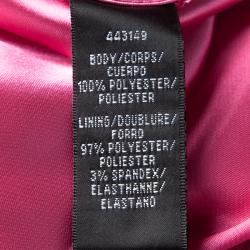 443149
BODY/CORPS/
CUERPO
100% POLYESTER/
POLIESTER
LINING/DOUBLURE/
FORRO
97% POLYESTER/
POLIESTER
3% SPANDEX/
ELASTHANNE/
ELASTANO